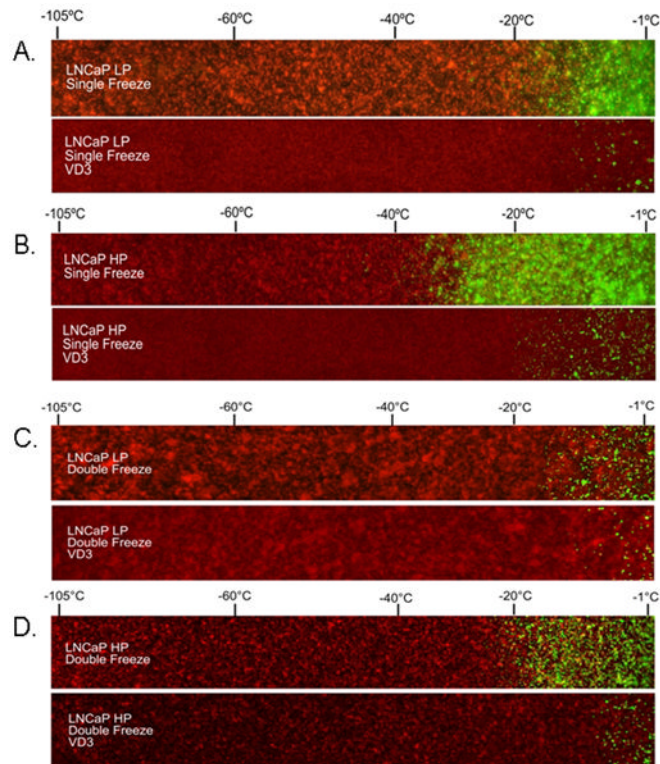 -105ºC -60ºC -40ºC -20ºC -1ºC
A.
LNCaP LP
Single Freeze
LNCaP LP
Single Freeze
VD3
-105ºC -60ºC -40ºC -20ºC -1ºC
B.
LNCaP HP
Single Freeze
LNCaP HP
Single Freeze
VD3
-105°C -60°C -40°C -20°C -1°C
C.
LNCaP LP
Double Freeze
LNCaP LP
Double Freeze
VD3
-105°C -60°C -40°C -20°C -1°C
D.
LNCaP HP
Double Freeze
LNCaP HP
Double Freeze
VD3